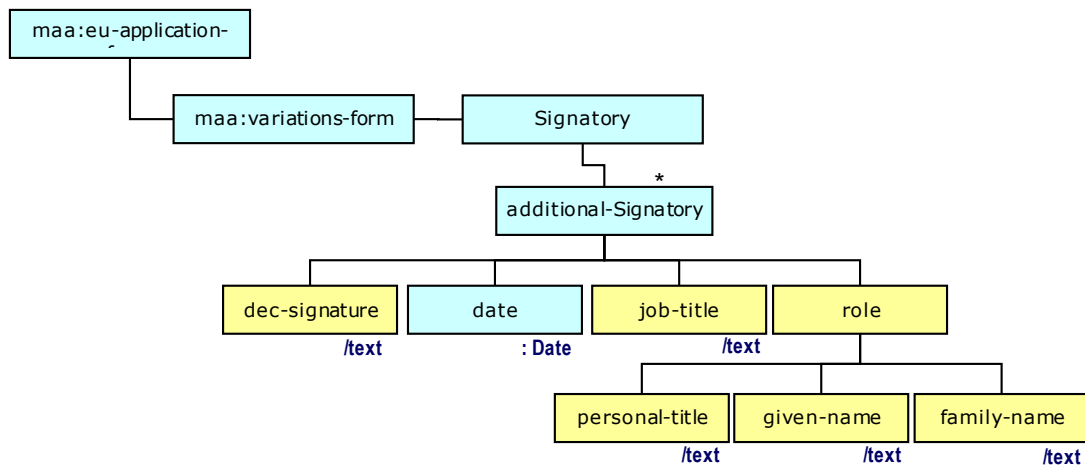 maa:eu-application-
maa:variations-form
Signatory
*
additional-Signatory
dec-signature
date
job-title
role
/text
: Date
/text
personal-title
given-name
family-name
/text
/text
/text